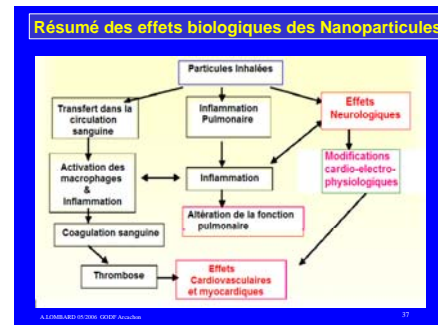 Résumé des effets biologiques des Nanoparticules
Particules Inhalées
Transfert dans la
circulation
sanguine
Inflammation
Pulmonaire
Effets
Neurologiques
Activation des
macrophages
&
Inflammation
Inflammation
Modifications
cardio-electro-
physiologiques
Altération de la fonction
pulmonaire
Coagulation sanguine
Thrombose
Effets
Cardiovasculaires
et myocardiques
A.LOMBARD 05/2006 GODF Arcachon
37